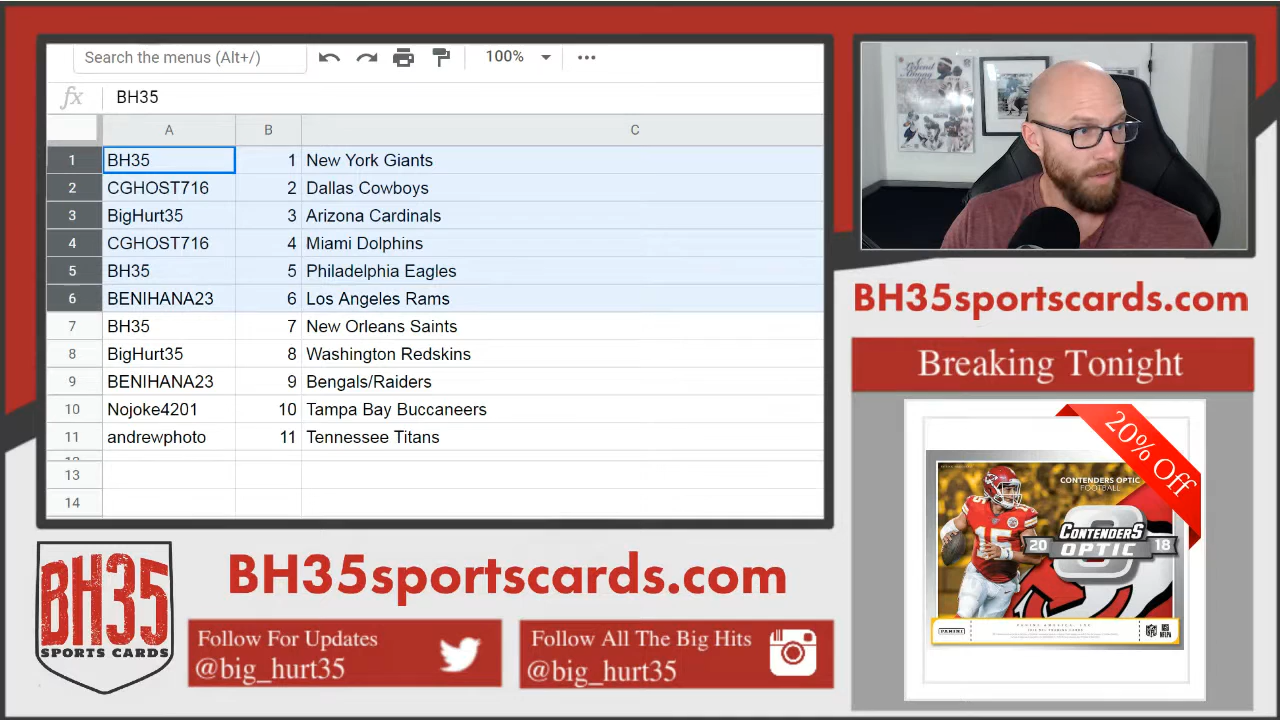 Search the menus (Alt+/)
100%
fx
BH35
A B C
1 BH35 1 New York Giants
2 CGHOST716 2 Dallas Cowboys
3 BigHurt35 3 Arizona Cardinals
4 CGHOST716 4 Miami Dolphins
5 BH35 5 Philadelphia Eagles
6 BENIHANA23 6 Los Angeles Rams
7 BH35 7 New Orleans Saints
8 BigHurt35 8 Washington Redskins
9 BENIHANA23 9 Bengals/Raiders
10 Nojoke4201 10 Tampa Bay Buccaneers
11 andrewphoto 11 Tennessee Titans
13
14
BH35sportscards.com
Breaking Tonight
20% Off
CONTENDERS OPTIC
FOOTBALL
15
CONTENDERS
20 OPTIC 18
PANINI
NFL
BH35
SPORTS CARDS
BH35sportscards.com
Follow For Updates
@big_hurt35
Follow All The Big Hits
@big_hurt35